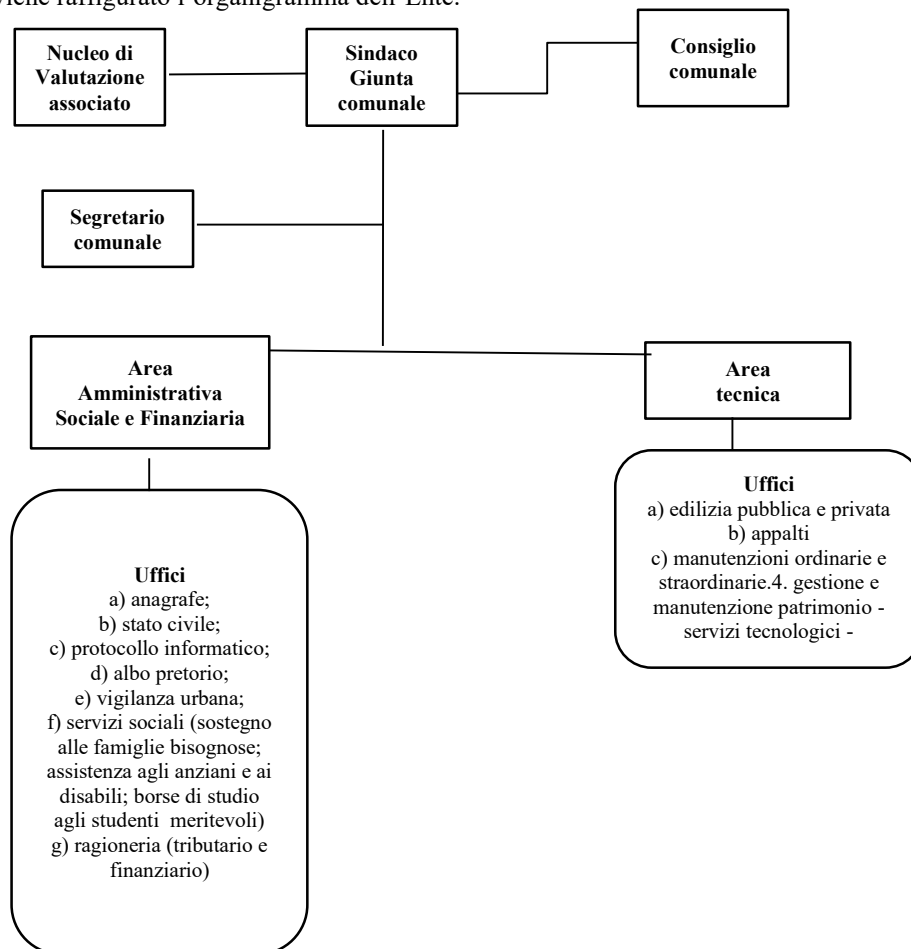 viene raffigurato l'organigramma dell'Ente:
Nucleo di
Valutazione
associato
Sindaco
Giunta
comunale
Consiglio
comunale
Segretario
comunale
Area
Amministrativa
Sociale e Finanziaria
Area
tecnica
Uffici
a) edilizia pubblica e privata
b) appalti
c) manutenzioni ordinarie e
straordinarie.4. gestione e
manutenzione patrimonio -
servizi tecnologici -
Uffici
a) anagrafe;
b) stato civile;
c) protocollo informatico;
d) albo pretorio;
e) vigilanza urbana;
f) servizi sociali (sostegno
alle famiglie bisognose;
assistenza agli anziani e ai
disabili; borse di studio
agli studenti  meritevoli)
g) ragioneria (tributario e
finanziario)